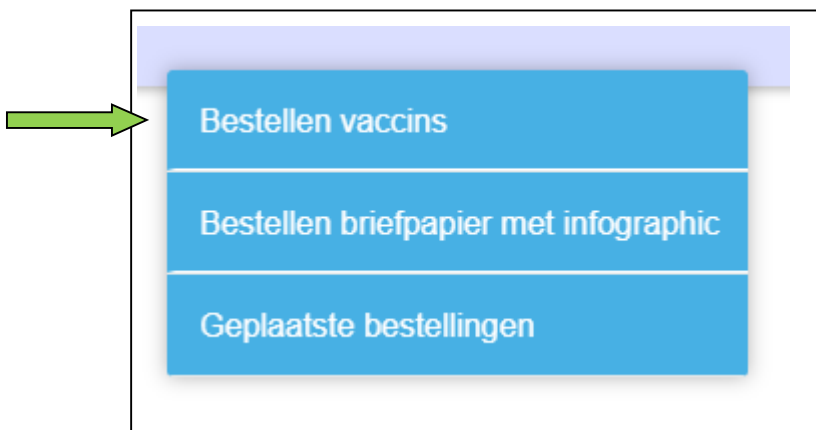 Bestellen vaccins
Bestellen briefpapier met infographic
Geplaatste bestellingen